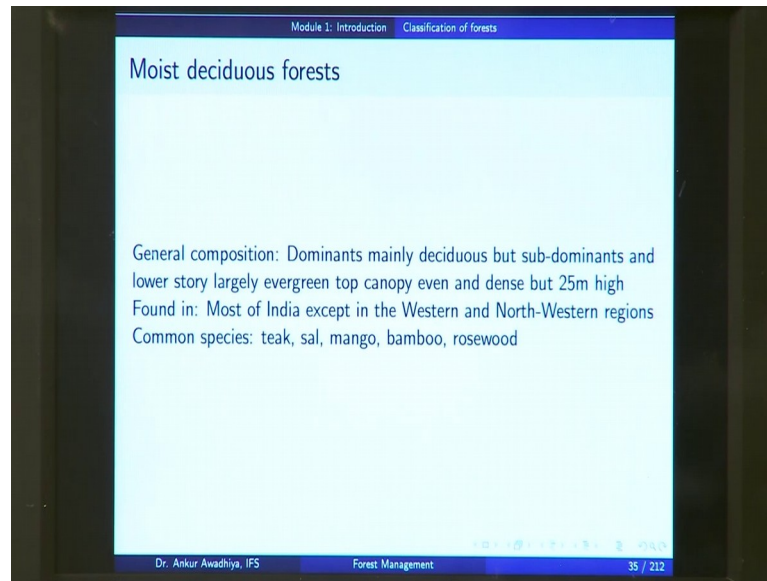 Module 1: Introduction Classification of forests
Moist deciduous forests
General composition: Dominants mainly deciduous but sub-dominants and
lower story largely evergreen top canopy even and dense but 25m high
Found in: Most of India except in the Western and North-Western regions
Common species: teak, sal, mango, bamboo, rosewood
Dr. Ankur Awadhiya, IFS Forest Management 35 / 212